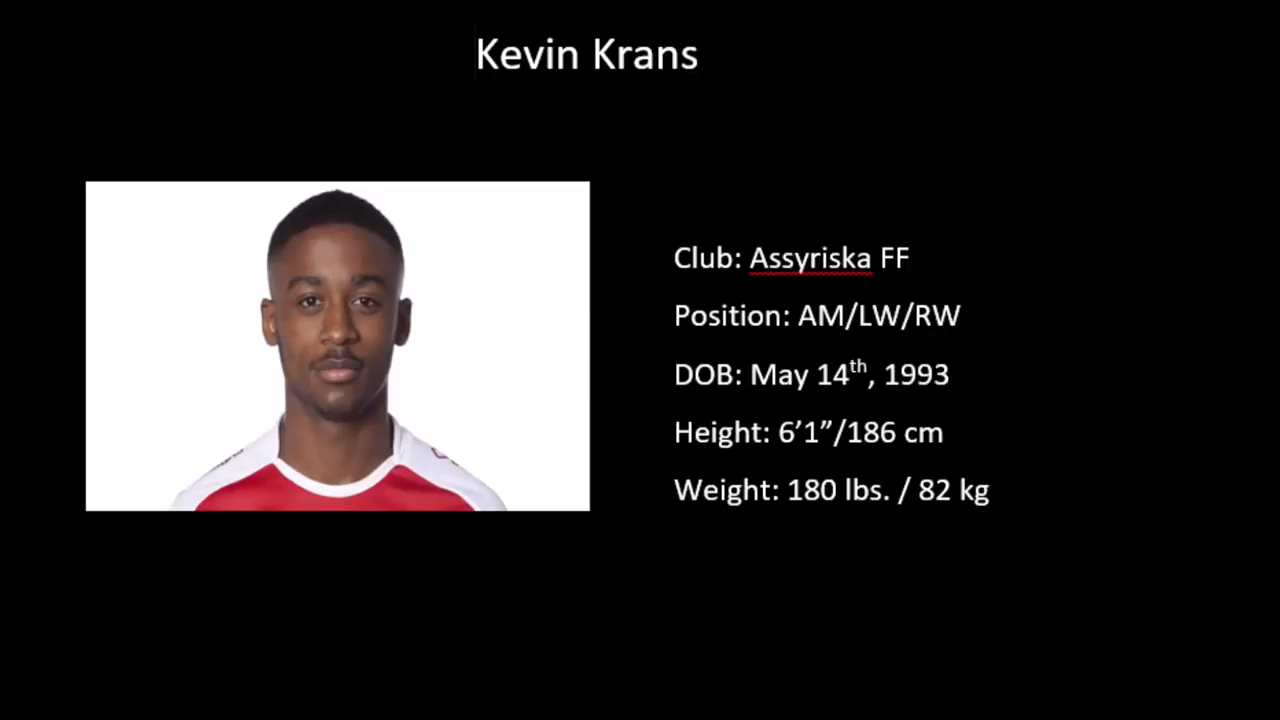 Kevin Krans
Club: Assyriska FF
Position: AM/LW/RW
DOB: May 14th, 1993
Height: 6’1”/186 cm
Weight: 180 lbs. / 82 kg